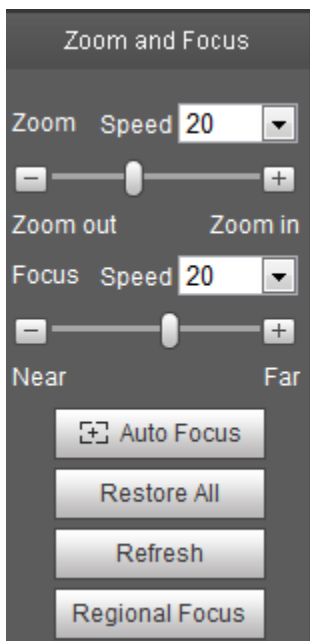 Zoom and Focus
Zoom Speed 20
Zoom out Zoom in
Focus Speed 20
Near Far
Auto Focus
Restore All
Refresh
Regional Focus